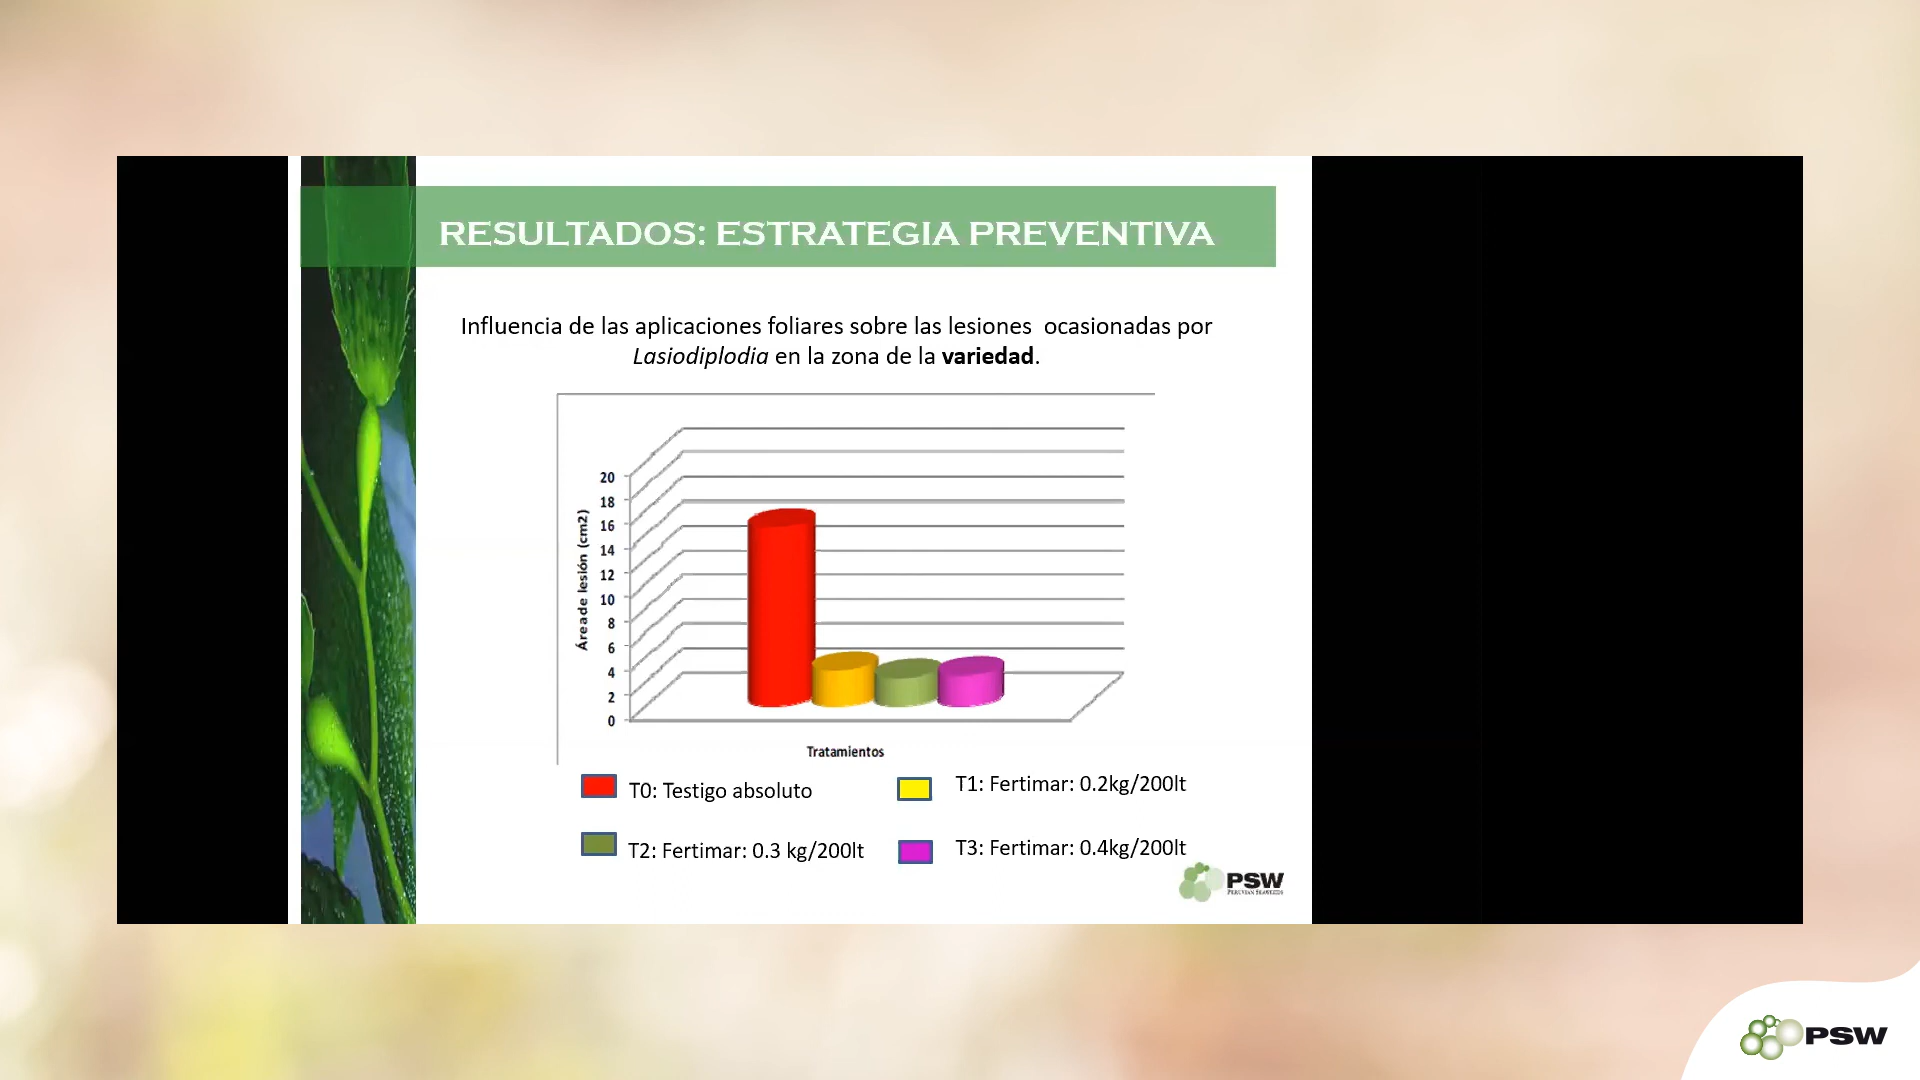 RESULTADOS: ESTRATEGIA PREVENTIVA
Influencia de las aplicaciones foliares sobre las lesiones ocasionadas por
Lasiodiplodia en la zona de la variedad.
Áreade lesión (cm2)
20
18
16
14
12
10
8
6
4
2
0
Tratamientos
T0: Testigo absoluto
T1: Fertimar: 0.2kg/200lt
T2: Fertimar: 0.3 kg/200lt
T3: Fertimar: 0.4kg/200lt
PSW
PERUVIAN SEAWEEDS
PSW